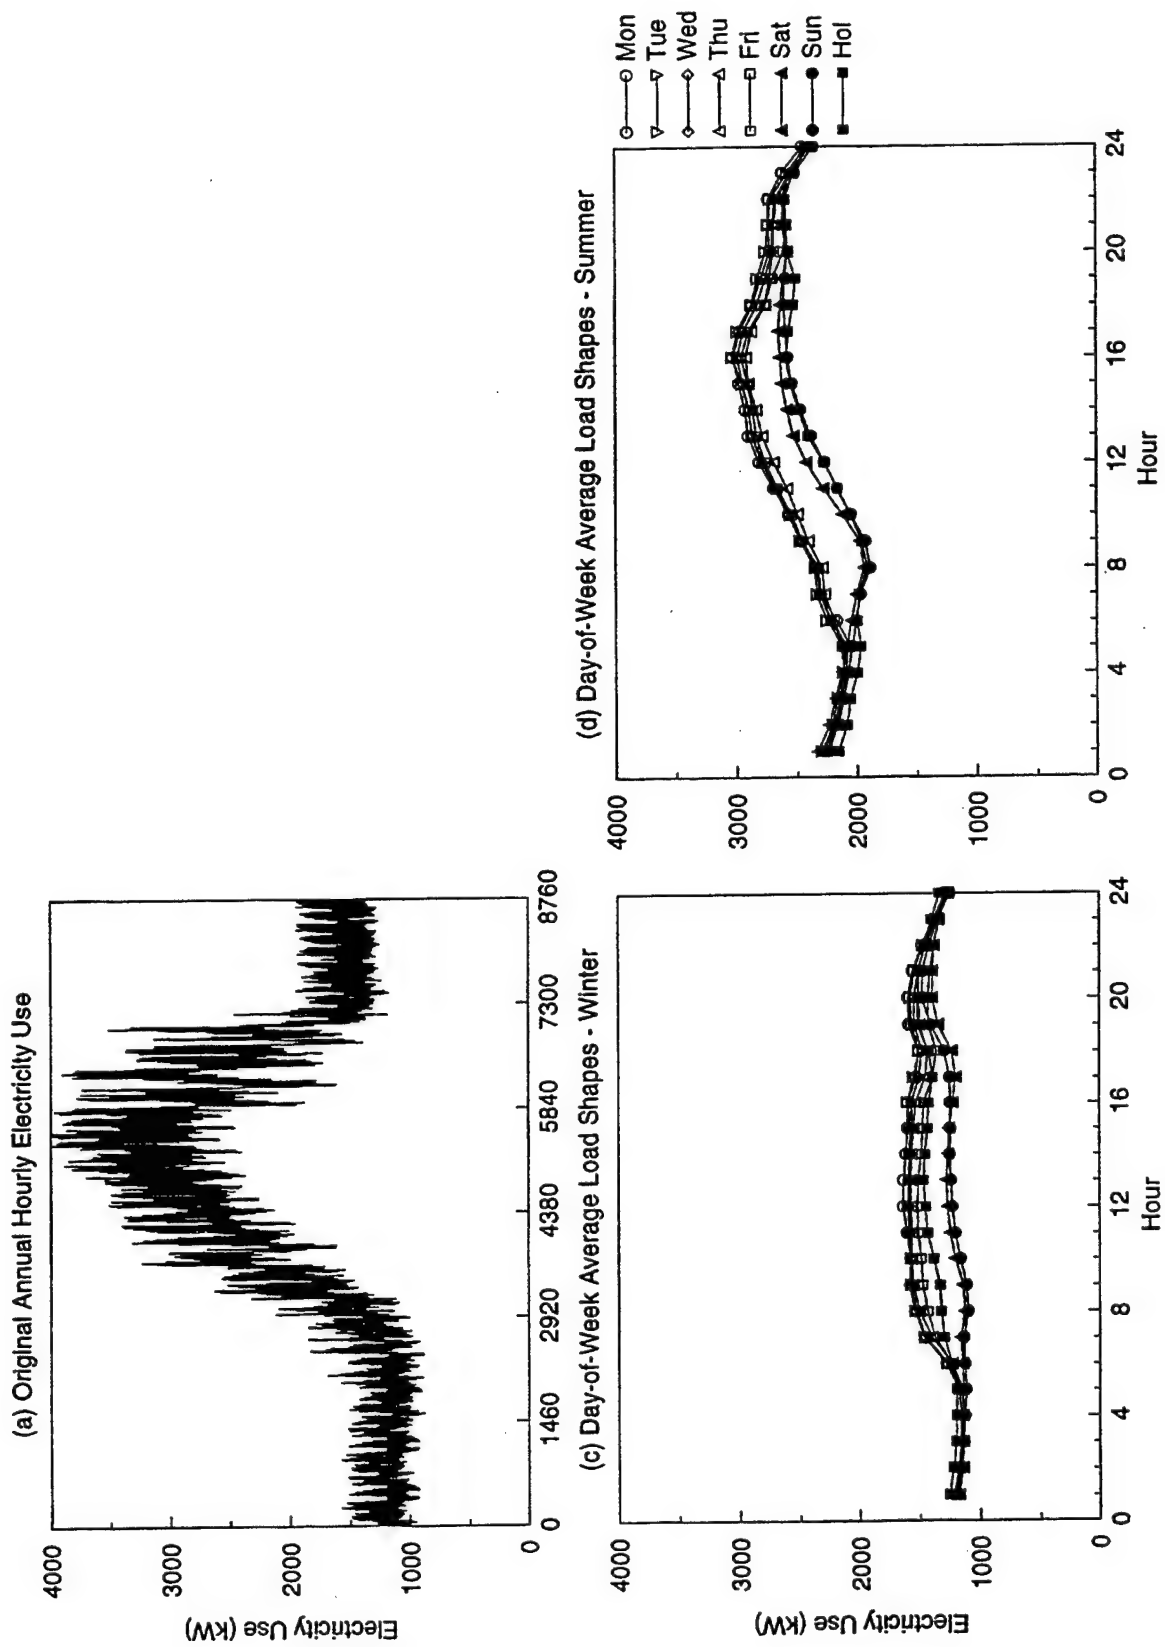 (a) Original Annual Hourly Electricity Use
Electricity Use (kW)
4000
3000
2000
1000
0
0 1460 2920 4380 5840 7300 8760
(c) Day-of-Week Average Load Shapes - Winter
Electricity Use (kW)
4000
3000
2000
1000
0
0 4 8 12 16 20 24
Hour
(d) Day-of-Week Average Load Shapes - Summer
4000
3000
2000
1000
0
0 4 8 12 16 20 24
Hour
Mon
Tue
Wed
Thu
Fri
Sat
Sun
Hol